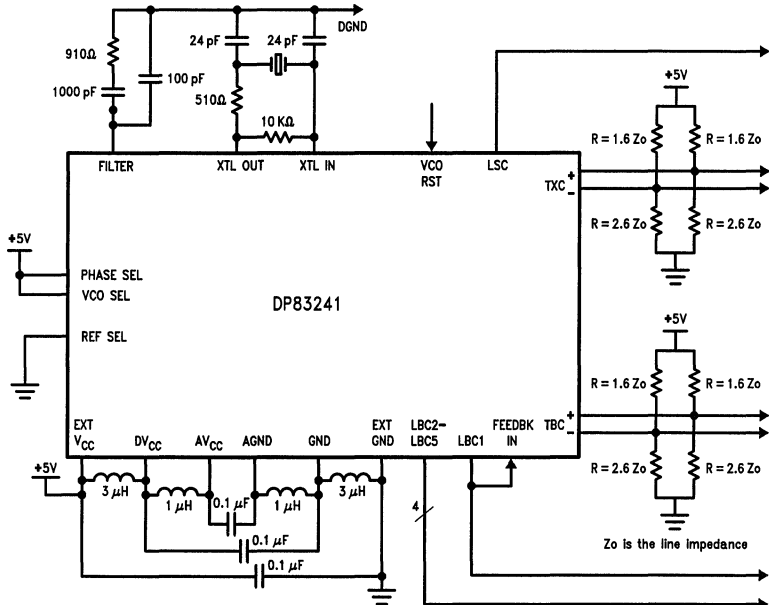 DGND
24 pF 24 pF
910Ω
1000 pF
100 pF
510Ω
10 KΩ
+5V
R = 1.6 Zo R = 1.6 Zo
FILTER XTL OUT XTL IN VCO RST LSC
TXC + −
R = 2.6 Zo R = 2.6 Zo
+5V
PHASE SEL
VCO SEL
DP83241
REF SEL
+5V
R = 1.6 Zo R = 1.6 Zo
EXT VCC DVCC AVCC AGND GND EXT GND LBC2-LBC5 LBC1 FEEDBK IN TBC + −
R = 2.6 Zo R = 2.6 Zo
+5V
3 μH 1 μH 0.1 μF 1 μH 3 μH
4
0.1 μF
0.1 μF
Zo is the line impedance